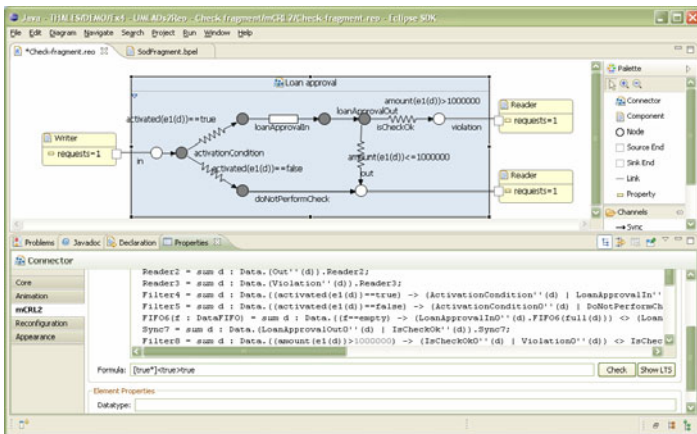 Java - THALES/DEMO/Ex4 - UMLADs2Rep - Check fragment/mCRL2/Check-fragment.reo - Eclipse SDK
File Edit Diagram Navigate Search Project Run Window Help
*Check-fragment.reo
SodFragment.bpel
Loan approval
amount(e1(d))>1000000
activated(e1(d))==true
loanApprovalIn
loanApprovalOut
isCheckOk
violation
Writer
requests=1
in
activationCondition
activated(e1(d))==false
amount(e1(d))<=1000000
out
doNotPerformCheck
Reader
requests=1
Reader
requests=1
Palette
Connector
Component
Node
Source End
Sink End
Link
Property
Channels
Sync
Problems @ Javadoc Declaration Properties
Connector
Core
Animation
mCRL2
Reconfiguration
Appearance
Reader2 = sum d : Data.(Out''(d)).Reader2;
Reader3 = sum d : Data.(Violation''(d)).Reader3;
Filter4 = sum d : Data.((activated(e1(d))==true) -> (ActivationCondition''(d) | LoanApprovalIn''
Filter5 = sum d : Data.((activated(e1(d))==false) -> (ActivationCondition0''(d) | DoNotPerformCh
FIFO6(f : DataFIFO) = sum d : Data.((f==empty) -> (LoanApprovalIn0''(d).FIFO6(full(d))) <> (Loan
Sync7 = sum d : Data.(LoanApprovalOut0''(d) | IsCheckOk''(d)).Sync7;
Filter8 = sum d : Data.((amount(e1(d))>1000000) -> (IsCheckOk0''(d) | Violation0''(d)) <> IsChec
Formula: [true*]<true>true
Check
Show LTS
Element Properties
Datatype: